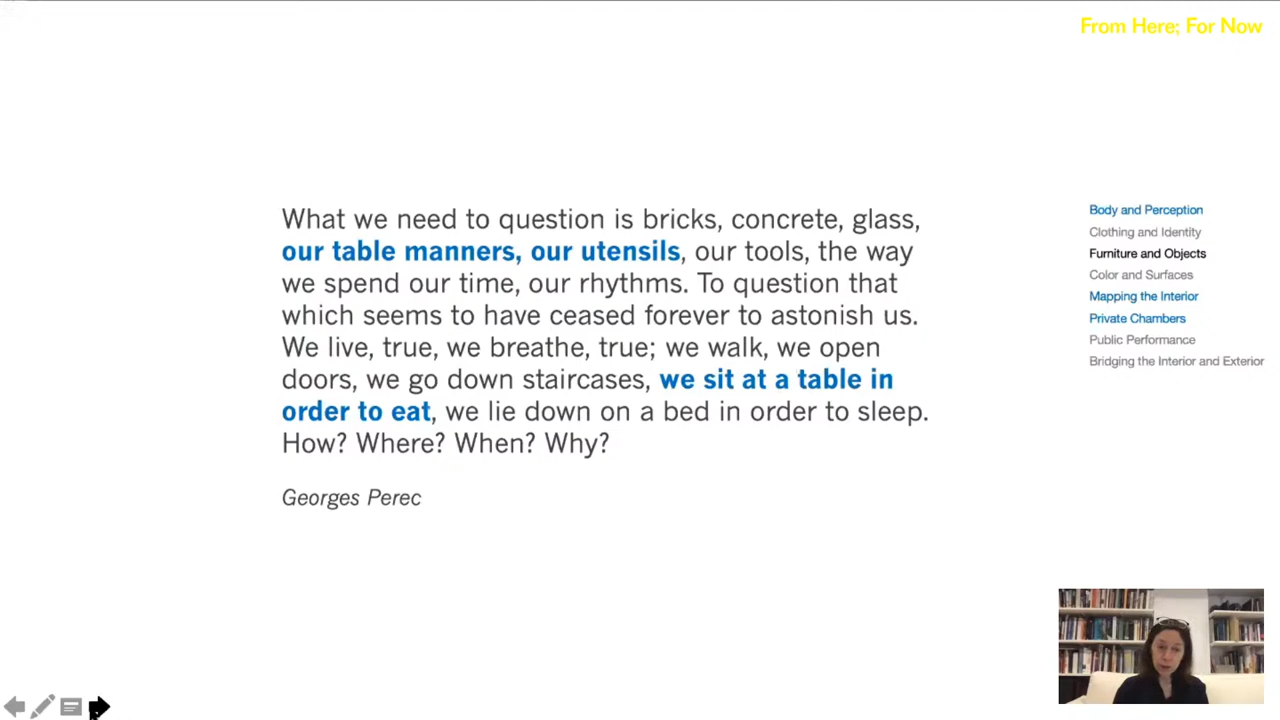 From Here; For Now
What we need to question is bricks, concrete, glass,
our table manners, our utensils, our tools, the way
we spend our time, our rhythms. To question that
which seems to have ceased forever to astonish us.
We live, true, we breathe, true; we walk, we open
doors, we go down staircases, we sit at a table in
order to eat, we lie down on a bed in order to sleep.
How? Where? When? Why?
Georges Perec
Body and Perception
Clothing and Identity
Furniture and Objects
Color and Surfaces
Mapping the Interior
Private Chambers
Public Performance
Bridging the Interior and Exterior